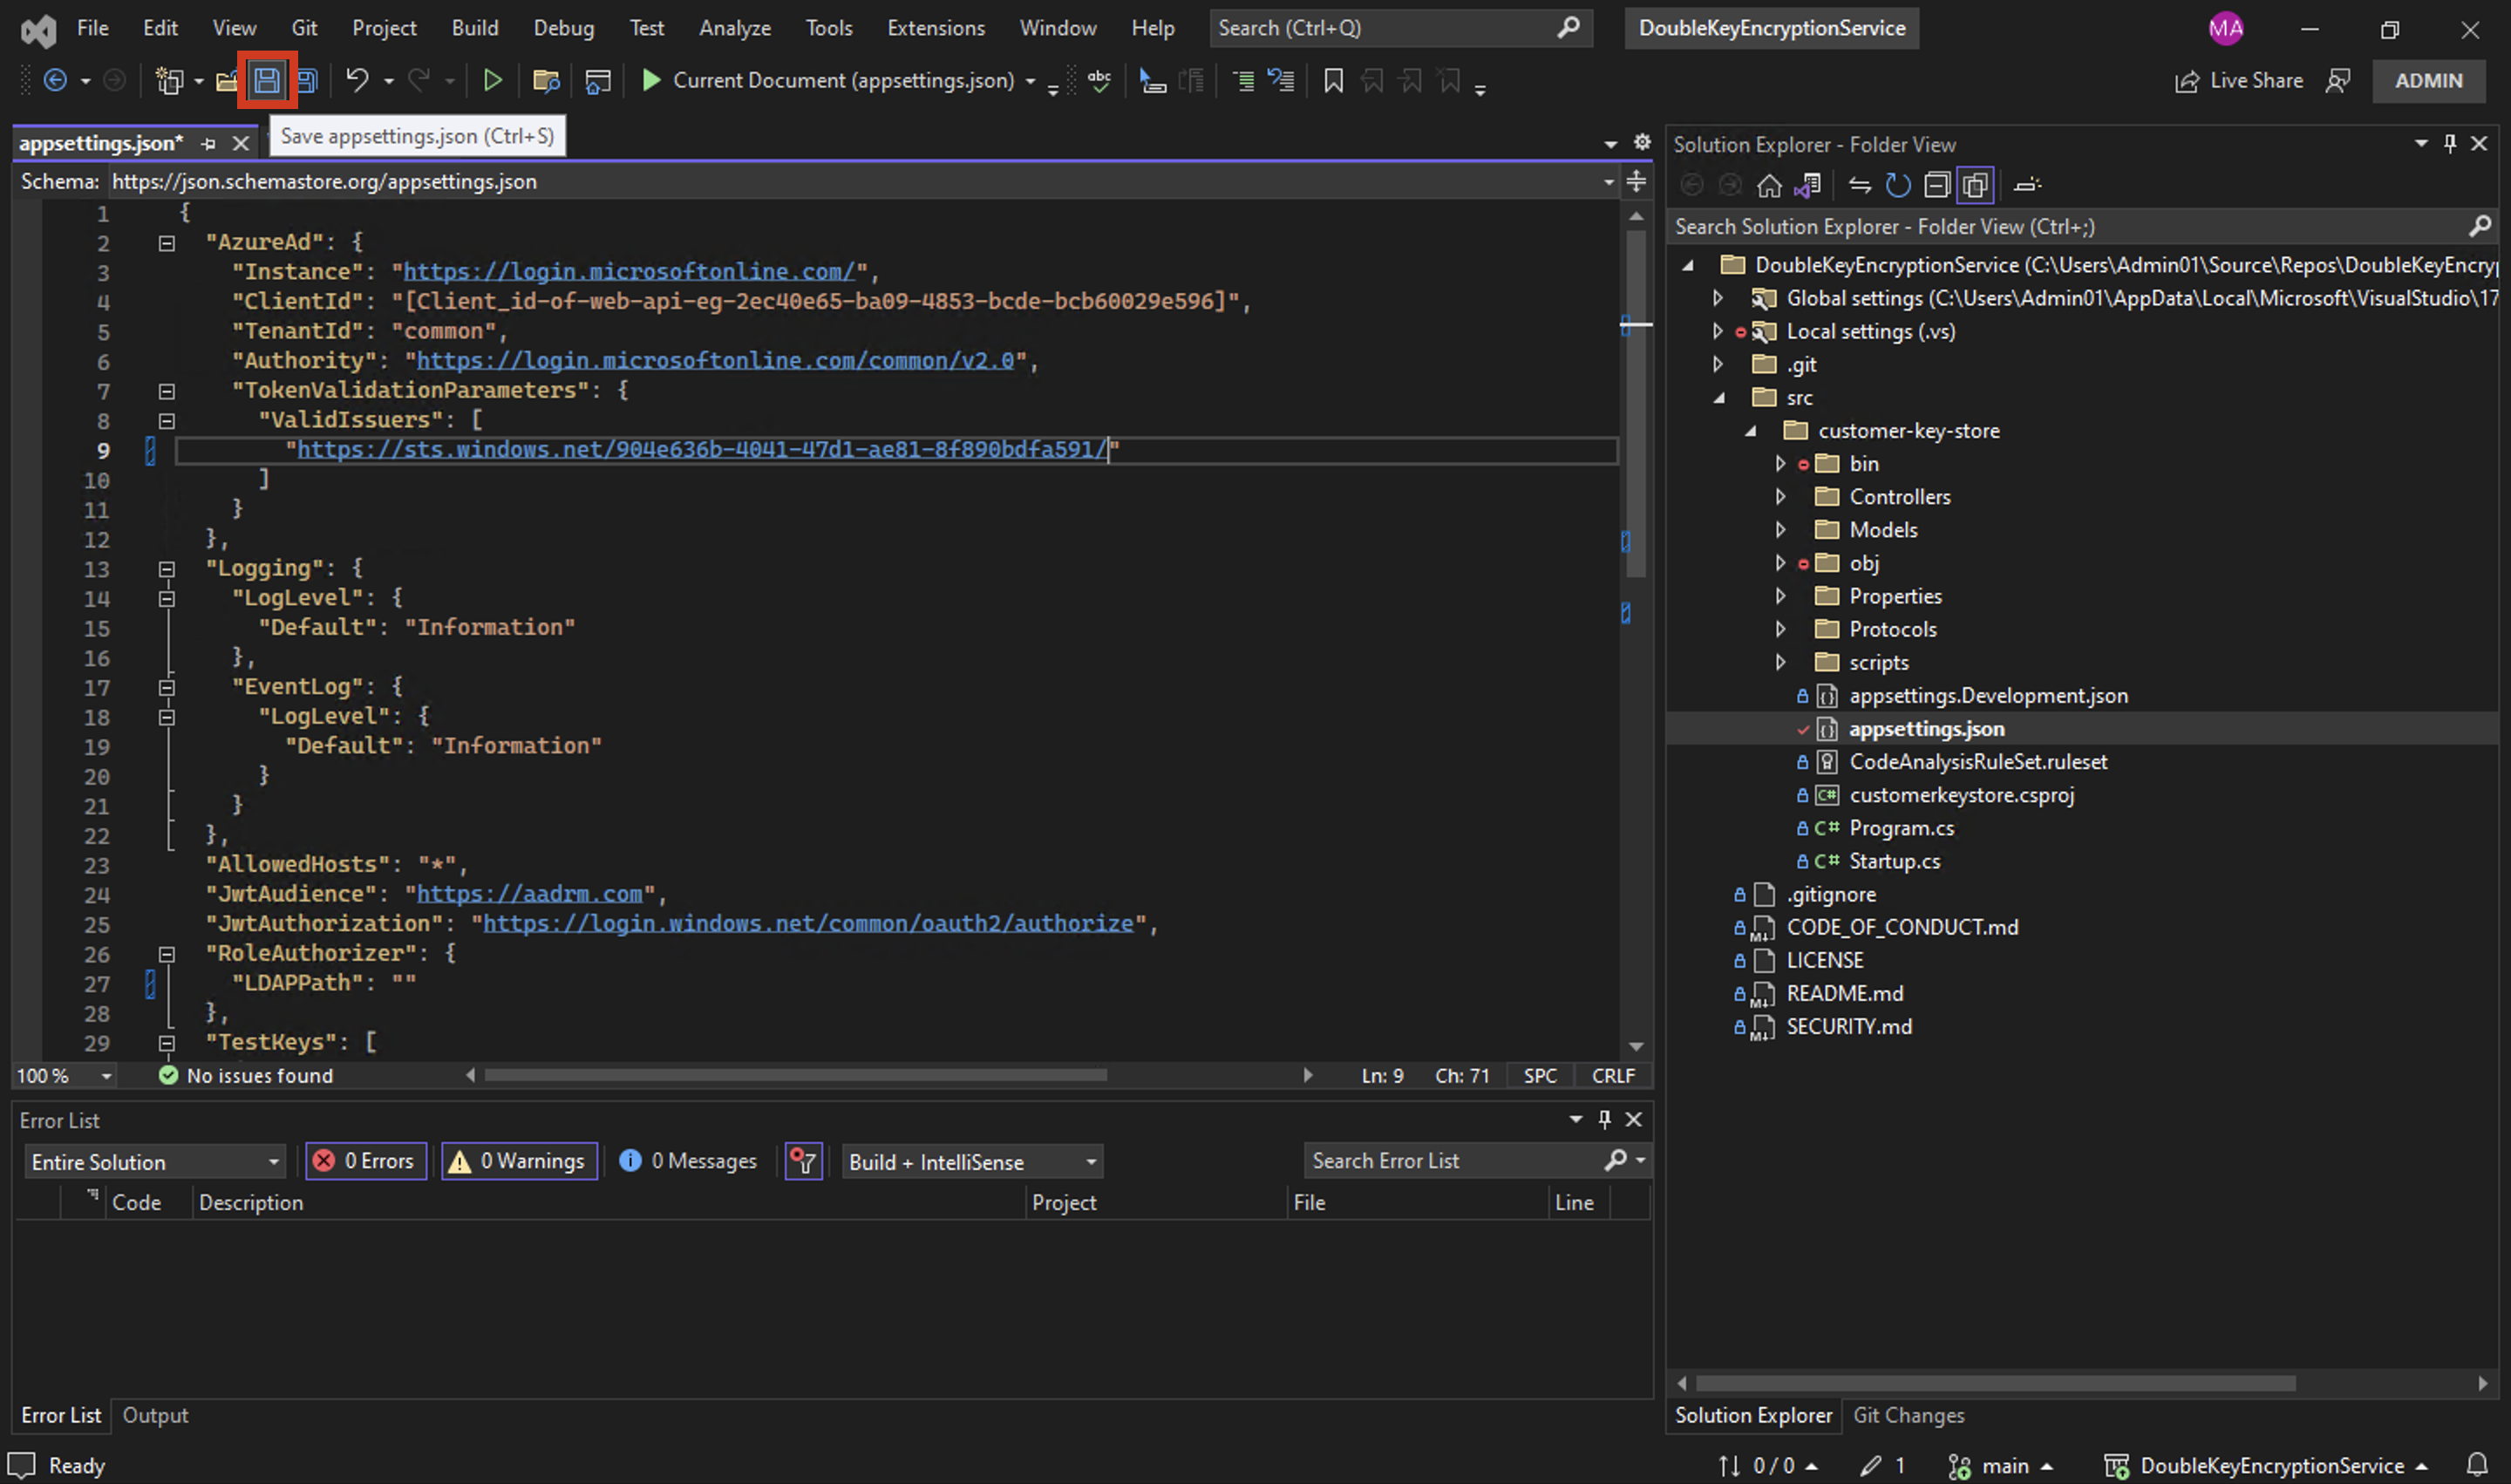 File Edit View Git Project Build Debug Test Analyze Tools Extensions Window Help Search (Ctrl+Q) DoubleKeyEncryptionService MA
Current Document (appsettings.json) abc Live Share ADMIN
appsettings.json* Save appsettings.json (Ctrl+S)
Schema: https://json.schemastore.org/appsettings.json
1 {
2 "AzureAd": {
3 "Instance": "https://login.microsoftonline.com/",
4 "ClientId": "[Client_id-of-web-api-eg-2ec40e65-ba09-4853-bcde-bcb60029e596]",
5 "TenantId": "common",
6 "Authority": "https://login.microsoftonline.com/common/v2.0",
7 "TokenValidationParameters": {
8 "ValidIssuers": [
9 "https://sts.windows.net/904e636b-4041-47d1-ae81-8f890bdfa591/"
10 ]
11 }
12 },
13 "Logging": {
14 "LogLevel": {
15 "Default": "Information"
16 },
17 "EventLog": {
18 "LogLevel": {
19 "Default": "Information"
20 }
21 }
22 },
23 "AllowedHosts": "*",
24 "JwtAudience": "https://aadrm.com",
25 "JwtAuthorization": "https://login.windows.net/common/oauth2/authorize",
26 "RoleAuthorizer": {
27 "LDAPPath": ""
28 },
29 "TestKeys": [
100 % No issues found Ln: 9 Ch: 71 SPC CRLF
Error List
Entire Solution 0 Errors 0 Warnings 0 Messages Build + IntelliSense Search Error List
Code Description Project File Line
Error List Output
Solution Explorer - Folder View
Search Solution Explorer - Folder View (Ctrl+;)
DoubleKeyEncryptionService (C:\Users\Admin01\Source\Repos\DoubleKeyEncry
Global settings (C:\Users\Admin01\AppData\Local\Microsoft\VisualStudio\17
Local settings (.vs)
.git
src
customer-key-store
bin
Controllers
Models
obj
Properties
Protocols
scripts
appsettings.Development.json
appsettings.json
CodeAnalysisRuleSet.ruleset
C# customerkeystore.csproj
C# Program.cs
C# Startup.cs
.gitignore
M↓ CODE_OF_CONDUCT.md
LICENSE
M↓ README.md
M↓ SECURITY.md
Solution Explorer Git Changes
Ready 0 / 0 1 main DoubleKeyEncryptionService